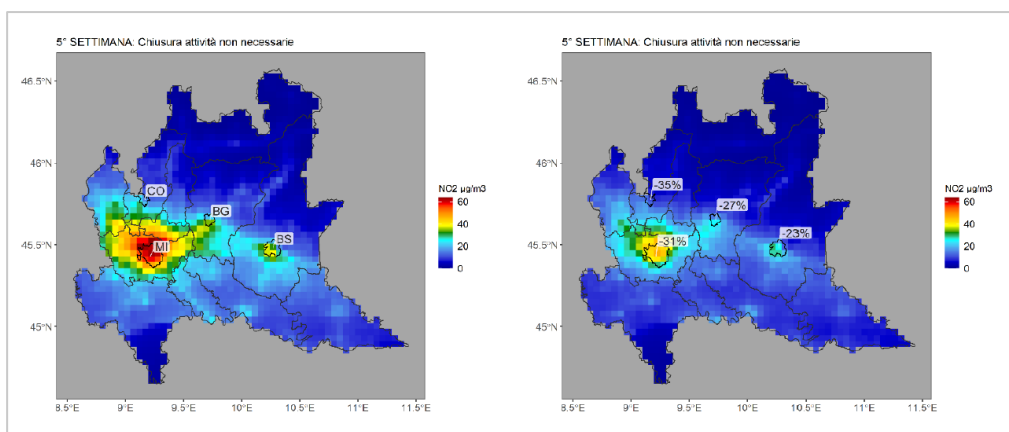 5° SETTIMANA: Chiusura attività non necessarie
46.5°N
46°N
45.5°N
45°N
8.5°E 9°E 9.5°E 10°E 10.5°E 11°E 11.5°E
CO
BG
MI
BS
NO2 µg/m3
60
40
20
0
5° SETTIMANA: Chiusura attività non necessarie
46.5°N
46°N
45.5°N
45°N
8.5°E 9°E 9.5°E 10°E 10.5°E 11°E 11.5°E
-35%
-27%
-31%
-23%
NO2 µg/m3
60
40
20
0